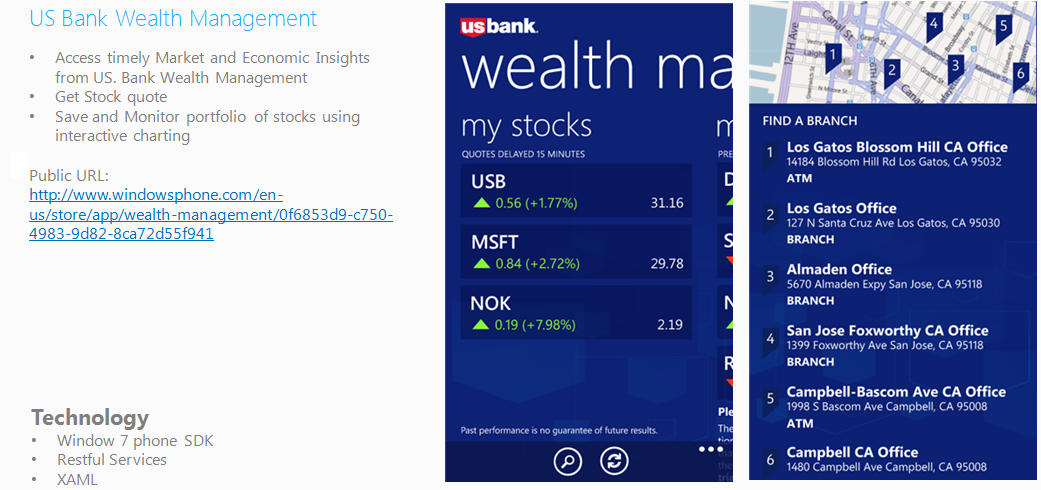 US Bank Wealth Management
• Access timely Market and Economic Insights
from US. Bank Wealth Management
• Get Stock quote
• Save and Monitor portfolio of stocks using
interactive charting
Public URL:
http://www.windowsphone.com/en-
us/store/app/wealth-management/0f6853d9-c750-
4983-9d82-8ca72d55f941
Technology
• Window 7 phone SDK
• Restful Services
• XAML
usbank.
wealth ma
my stocks
QUOTES DELAYED 15 MINUTES
PRE
USB
0.56 (+1.77%) 31.16
MSFT
0.84 (+2.72%) 29.78
NOK
0.19 (+7.98%) 2.19
Past performance is no guarantee of future results.
Ple
The
tion
12TH AVE
6TH AVE
Canal
Grand St
Canal St
1
2
3
4
5
6
FIND A BRANCH
1 Los Gatos Blossom Hill CA Office
14184 Blossom Hill Rd Los Gatos, CA 95032
ATM
2 Los Gatos Office
127 N Santa Cruz Ave Los Gatos, CA 95030
BRANCH
3 Almaden Office
5670 Almaden Expy San Jose, CA 95118
BRANCH
4 San Jose Foxworthy CA Office
1399 Foxworthy Ave San Jose, CA 95118
BRANCH
5 Campbell-Bascom Ave CA Office
1998 S Bascom Ave Campbell, CA 95008
ATM
6 Campbell CA Office
1480 Campbell Ave Campbell, CA 95008